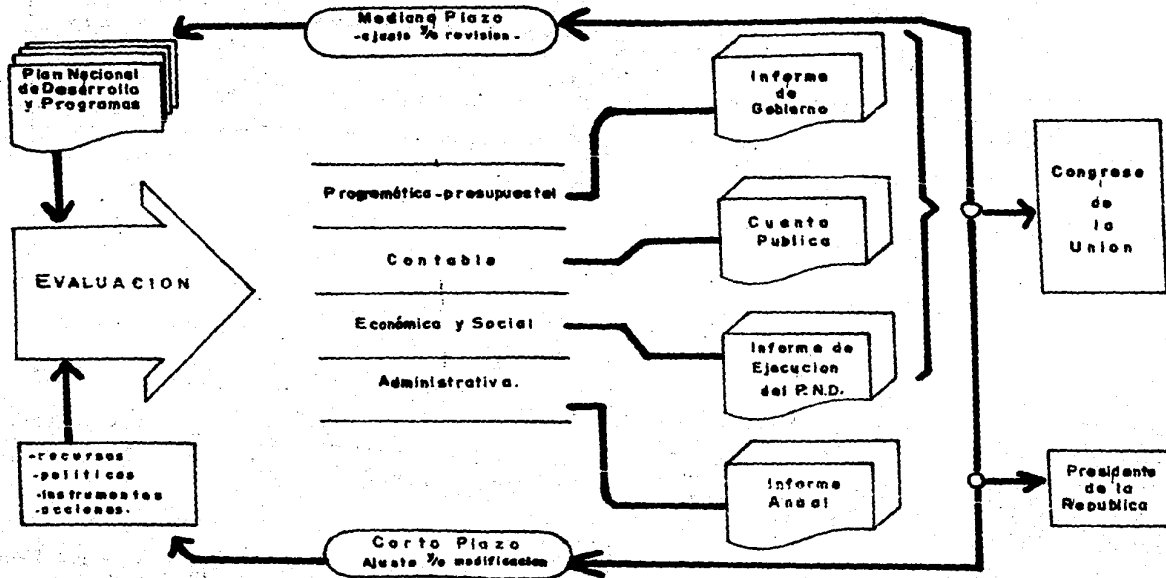 Mediano Plazo
-ajuste y/o revision-
Plan Nacional
de Desarrollo
y Programas
Informe
de
Gobierno
Programática-presupuestal
Congreso
de
la
Union
Cuenta
Publica
Contable
EVALUACION
Económica y Social
Informe de
Ejecucion
del P.N.D.
Administrativa.
-recursos
-políticas
-instrumentos
-acciones.
Informe
Anual
Presidente
de la
Republica
Corto Plazo
Ajuste y/o modificacion